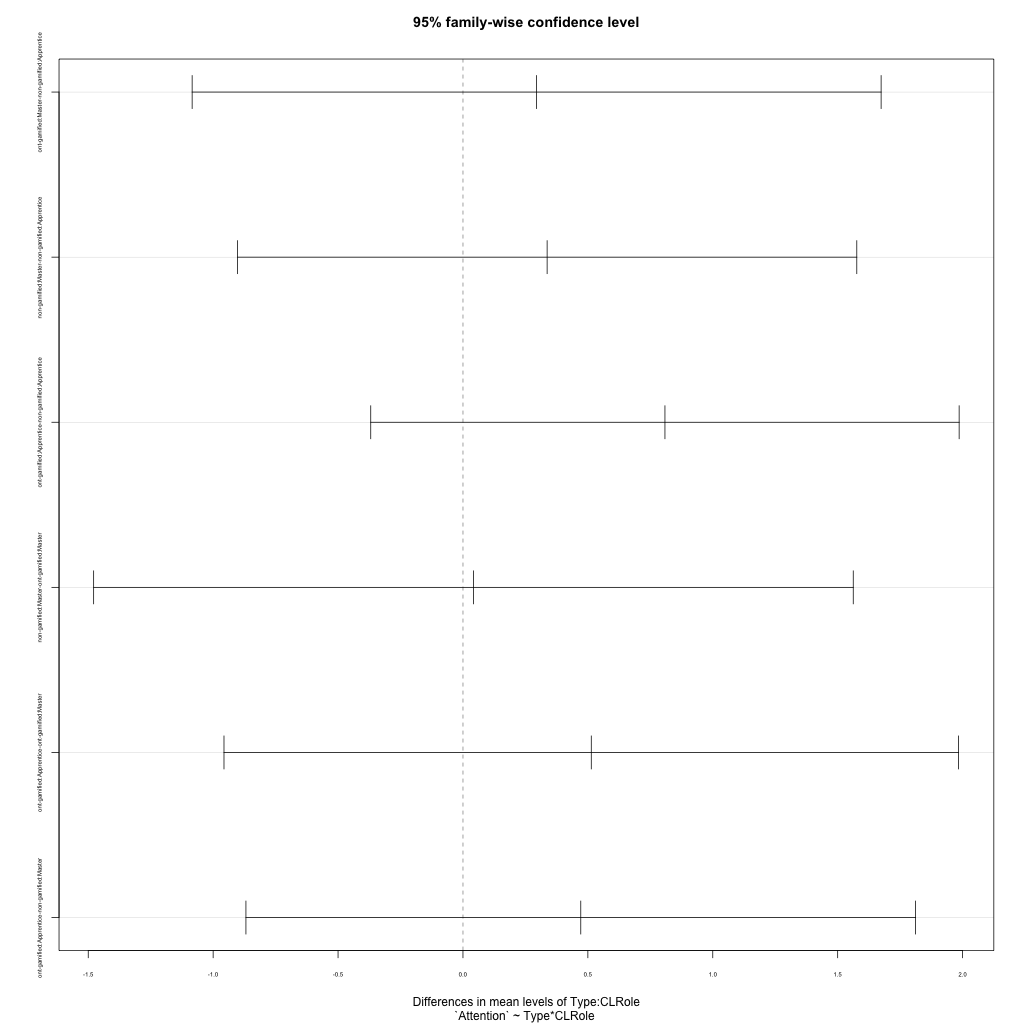 95% family-wise confidence level
ont-gamified:Master-non-gamified:Apprentice
non-gamified:Master-non-gamified:Apprentice
ont-gamified:Apprentice-non-gamified:Apprentice
non-gamified:Master-ont-gamified:Master
ont-gamified:Apprentice-ont-gamified:Master
ont-gamified:Apprentice-non-gamified:Master
-1.5 -1.0 -0.5 0.0 0.5 1.0 1.5 2.0
Differences in mean levels of Type:CLRole
`Attention` ~ Type*CLRole